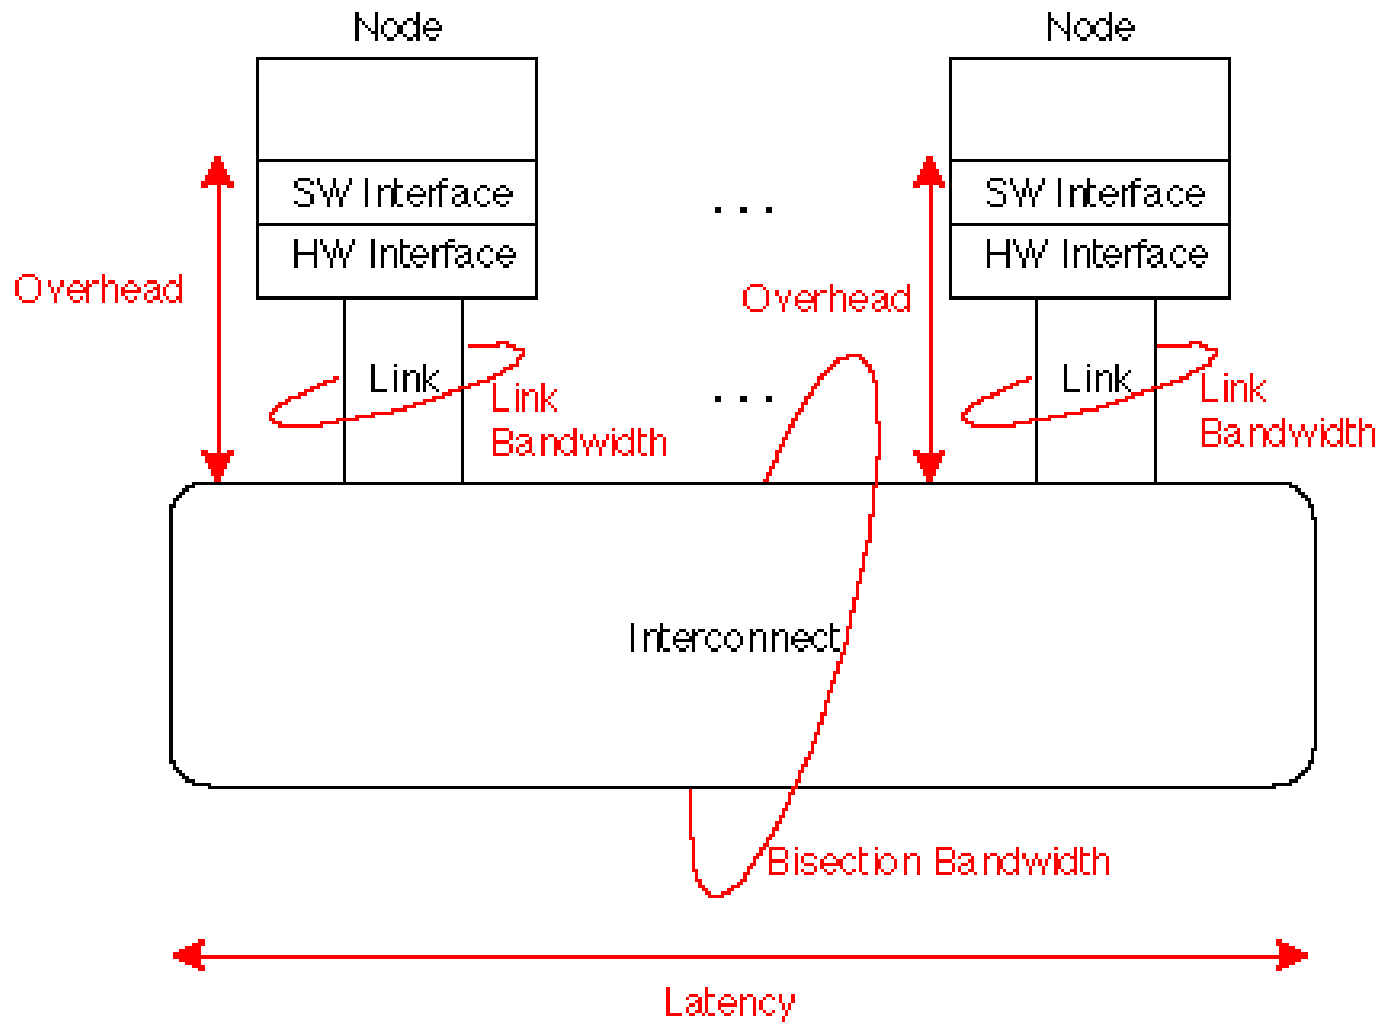 Node
Node
SW Interface
SW Interface
HW Interface
HW Interface
Overhead
Overhead
. . .
Link
Link
Bandwidth
. . .
Link
Link
Bandwidth
Interconnect
Bisection Bandwidth
Latency